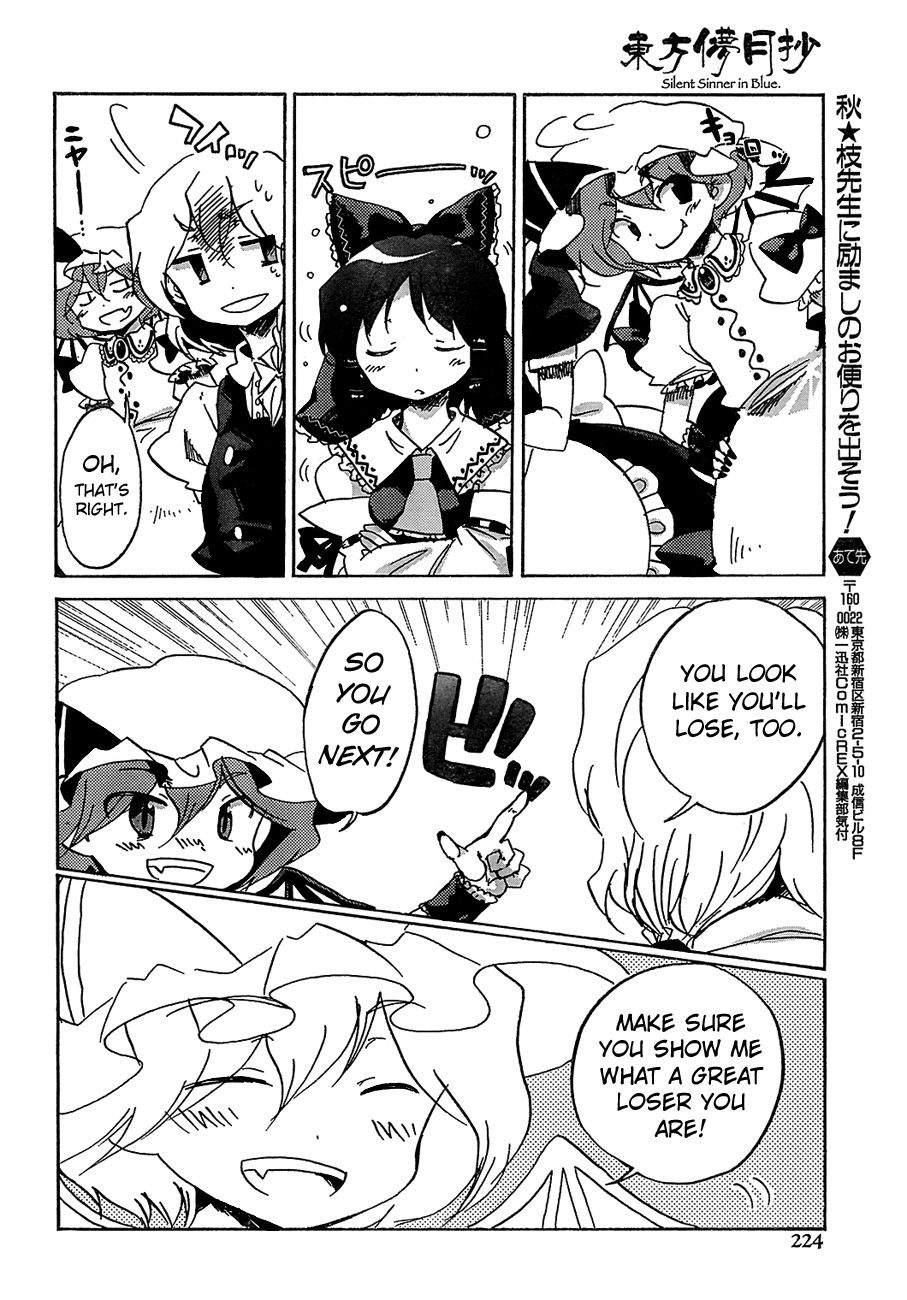 東方儚月抄
Silent Sinner in Blue.
秋★枝先生に励ましのお便りを出そう!
あて先
〒160-0022 東京都新宿区新宿2-5-10 成信ビル8F
㈱一迅社ComicREX編集部気付
キョ
スピーッ
フスッ…
ニヤーー
OH,
THAT'S
RIGHT.
YOU LOOK
LIKE YOU'LL
LOSE, TOO.
ビッ
SO
YOU
GO
NEXT!
MAKE SURE
YOU SHOW ME
WHAT A GREAT
LOSER YOU
ARE!
224